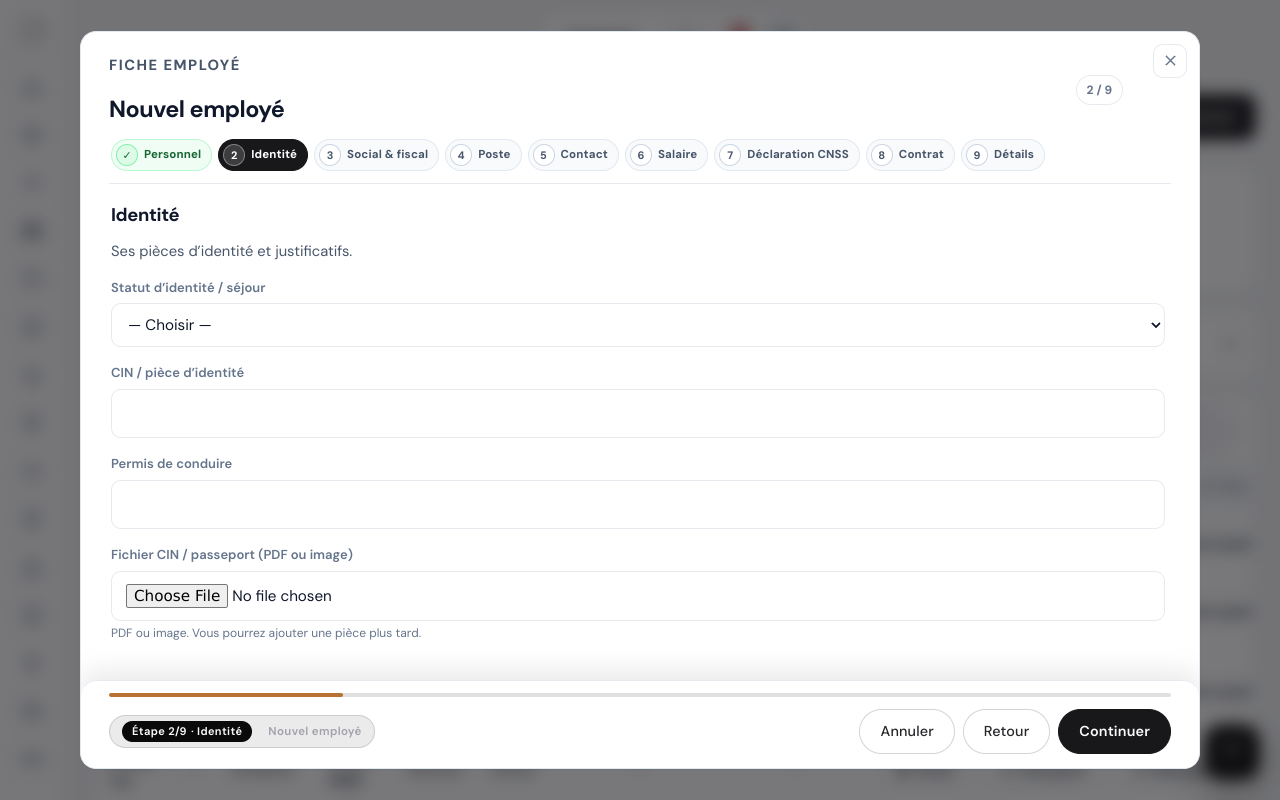 FICHE EMPLOYÉ
2 / 9
Nouvel employé
✓ Personnel 2 Identité 3 Social & fiscal 4 Poste 5 Contact 6 Salaire 7 Déclaration CNSS 8 Contrat 9 Détails
Identité
Ses pièces d’identité et justificatifs.
Statut d’identité / séjour
— Choisir —
CIN / pièce d’identité
Permis de conduire
Fichier CIN / passeport (PDF ou image)
Choose File No file chosen
PDF ou image. Vous pourrez ajouter une pièce plus tard.
Étape 2/9 · Identité Nouvel employé Annuler Retour Continuer